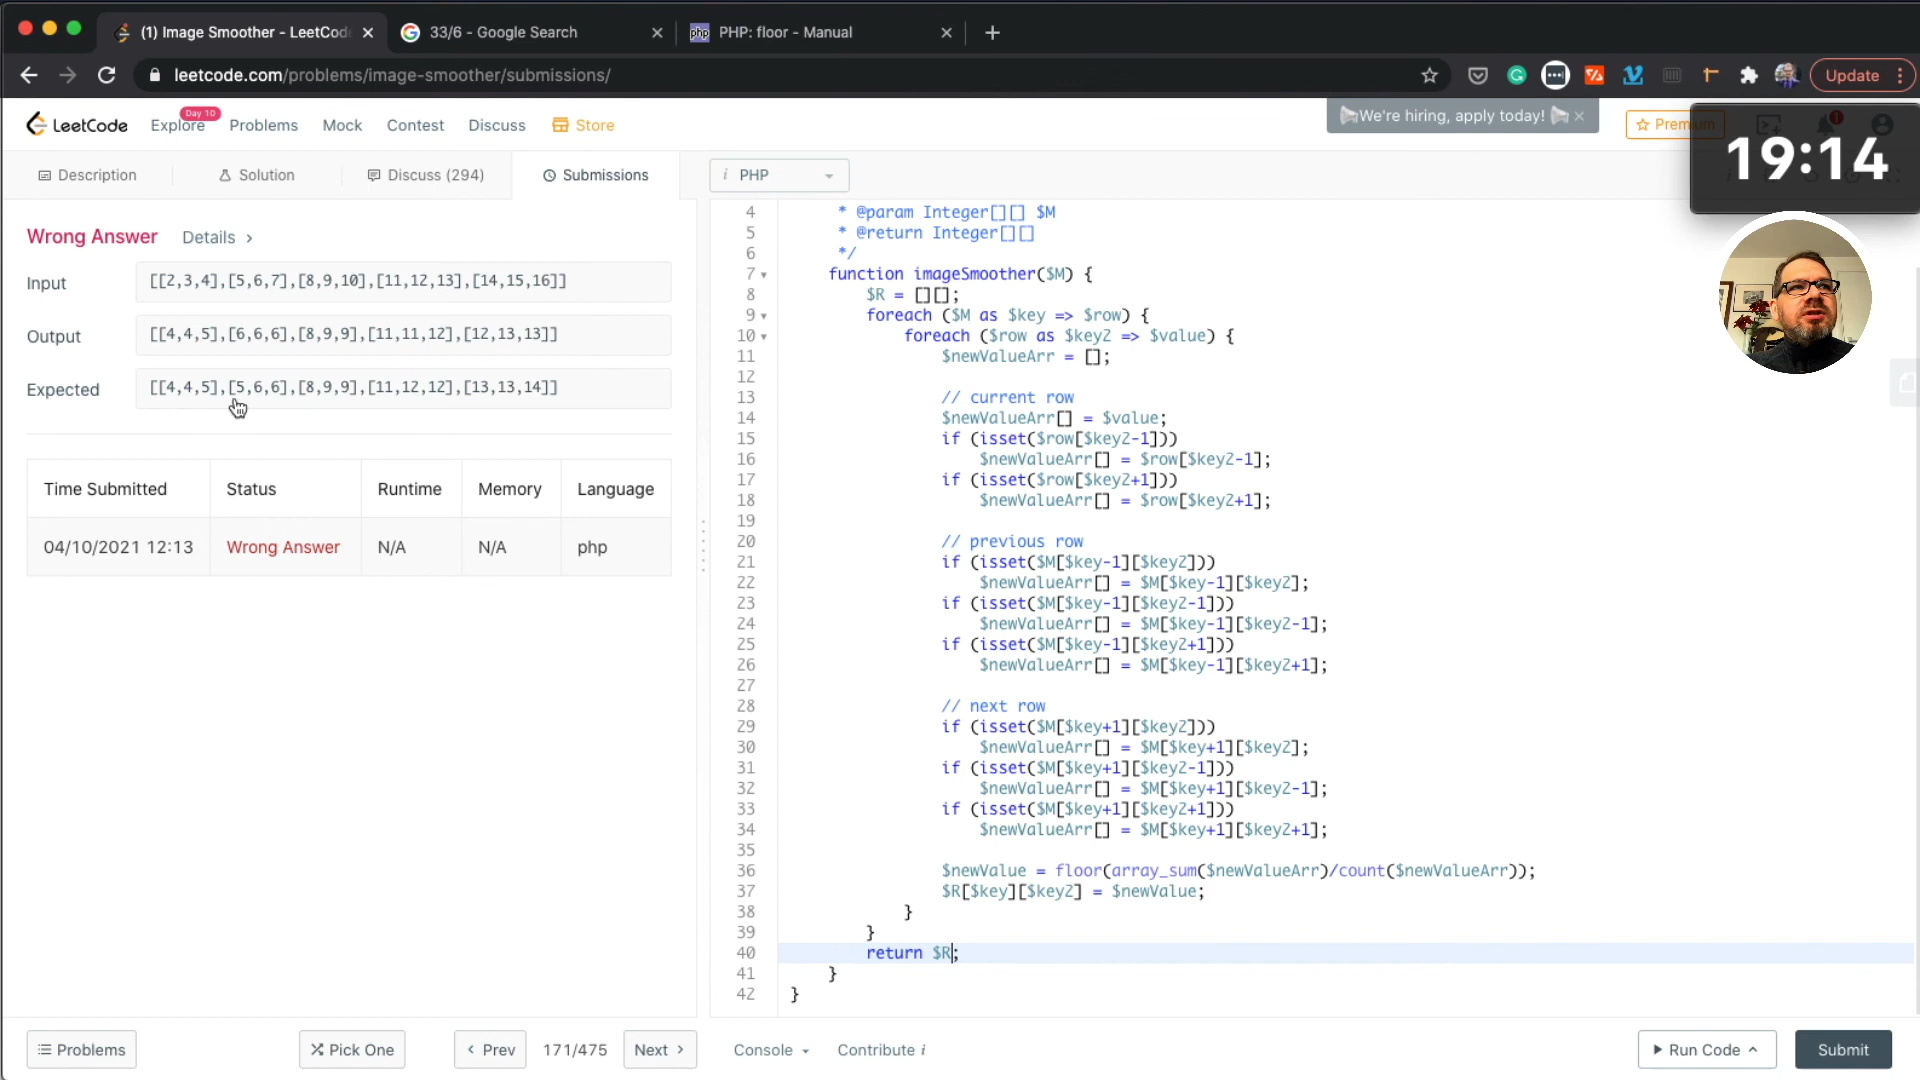 (1) Image Smoother - LeetCod
33/6 - Google Search
php PHP: floor - Manual
leetcode.com/problems/image-smoother/submissions/
Update
LeetCode
Explore
Day 10
Problems
Mock
Contest
Discuss
Store
We're hiring, apply today!
Premium
1
19:14
Description
Solution
Discuss (294)
Submissions
i PHP
Wrong Answer
Details >
Input
[[2,3,4],[5,6,7],[8,9,10],[11,12,13],[14,15,16]]
Output
[[4,4,5],[6,6,6],[8,9,9],[11,11,12],[12,13,13]]
Expected
[[4,4,5],[5,6,6],[8,9,9],[11,12,12],[13,13,14]]
Time Submitted Status Runtime Memory Language
04/10/2021 12:13 Wrong Answer N/A N/A php
4 * @param Integer[][] $M
5 * @return Integer[][]
6 */
7 function imageSmoother($M) {
8 $R = [][];
9 foreach ($M as $key => $row) {
10 foreach ($row as $key2 => $value) {
11 $newValueArr = [];
12
13 // current row
14 $newValueArr[] = $value;
15 if (isset($row[$key2-1]))
16 $newValueArr[] = $row[$key2-1];
17 if (isset($row[$key2+1]))
18 $newValueArr[] = $row[$key2+1];
19
20 // previous row
21 if (isset($M[$key-1][$key2]))
22 $newValueArr[] = $M[$key-1][$key2];
23 if (isset($M[$key-1][$key2-1]))
24 $newValueArr[] = $M[$key-1][$key2-1];
25 if (isset($M[$key-1][$key2+1]))
26 $newValueArr[] = $M[$key-1][$key2+1];
27
28 // next row
29 if (isset($M[$key+1][$key2]))
30 $newValueArr[] = $M[$key+1][$key2];
31 if (isset($M[$key+1][$key2-1]))
32 $newValueArr[] = $M[$key+1][$key2-1];
33 if (isset($M[$key+1][$key2+1]))
34 $newValueArr[] = $M[$key+1][$key2+1];
35
36 $newValue = floor(array_sum($newValueArr)/count($newValueArr));
37 $R[$key][$key2] = $newValue;
38 }
39 }
40 return $R;
41 }
42 }
Problems
Pick One
< Prev
171/475
Next >
Console
Contribute i
Run Code
Submit